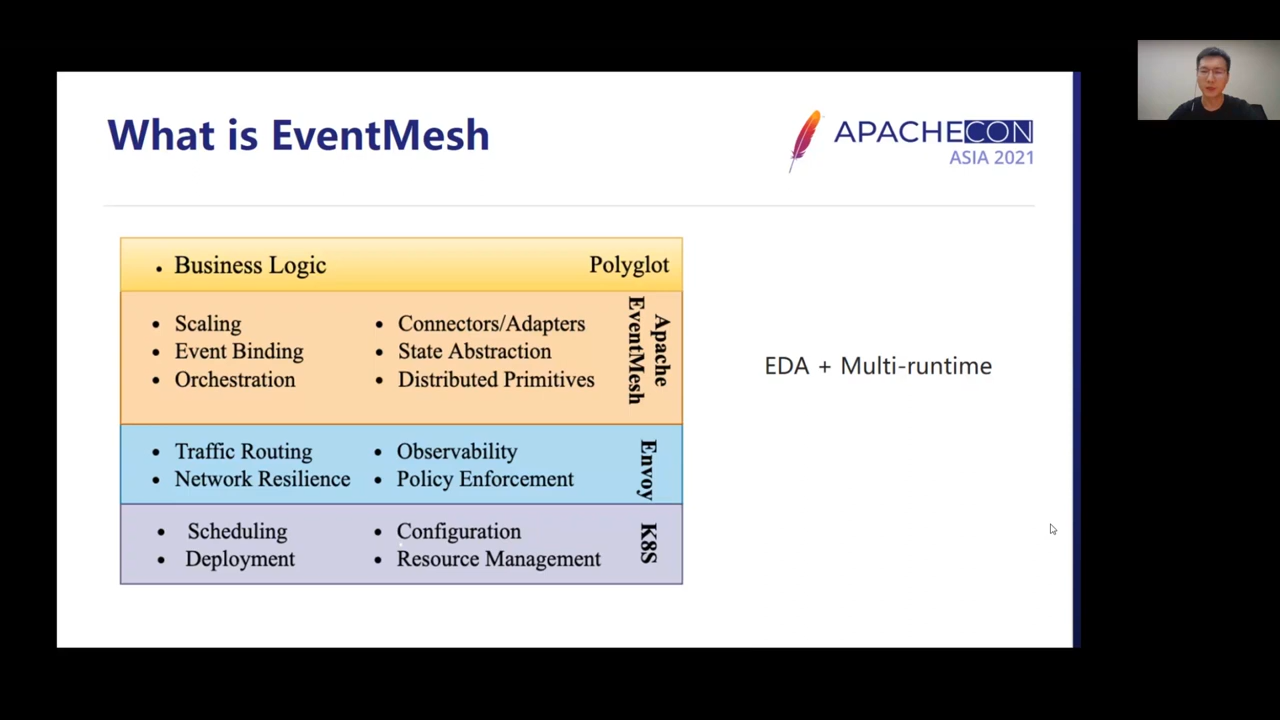 What is EventMesh
APACHECON
ASIA 2021
• Business Logic
Polyglot
• Scaling
• Event Binding
• Orchestration
• Connectors/Adapters
• State Abstraction
• Distributed Primitives
Apache
EventMesh
• Traffic Routing
• Network Resilience
• Observability
• Policy Enforcement
Envoy
• Scheduling
• Deployment
• Configuration
• Resource Management
K8S
EDA + Multi-runtime